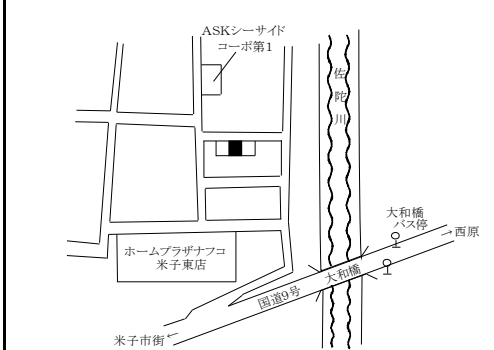 ASKシーサイド
コーポ第1
佐陀川
大和橋
バス停
→西原
ホームプラザナフコ
米子東店
大和橋
国道9号
米子市街←